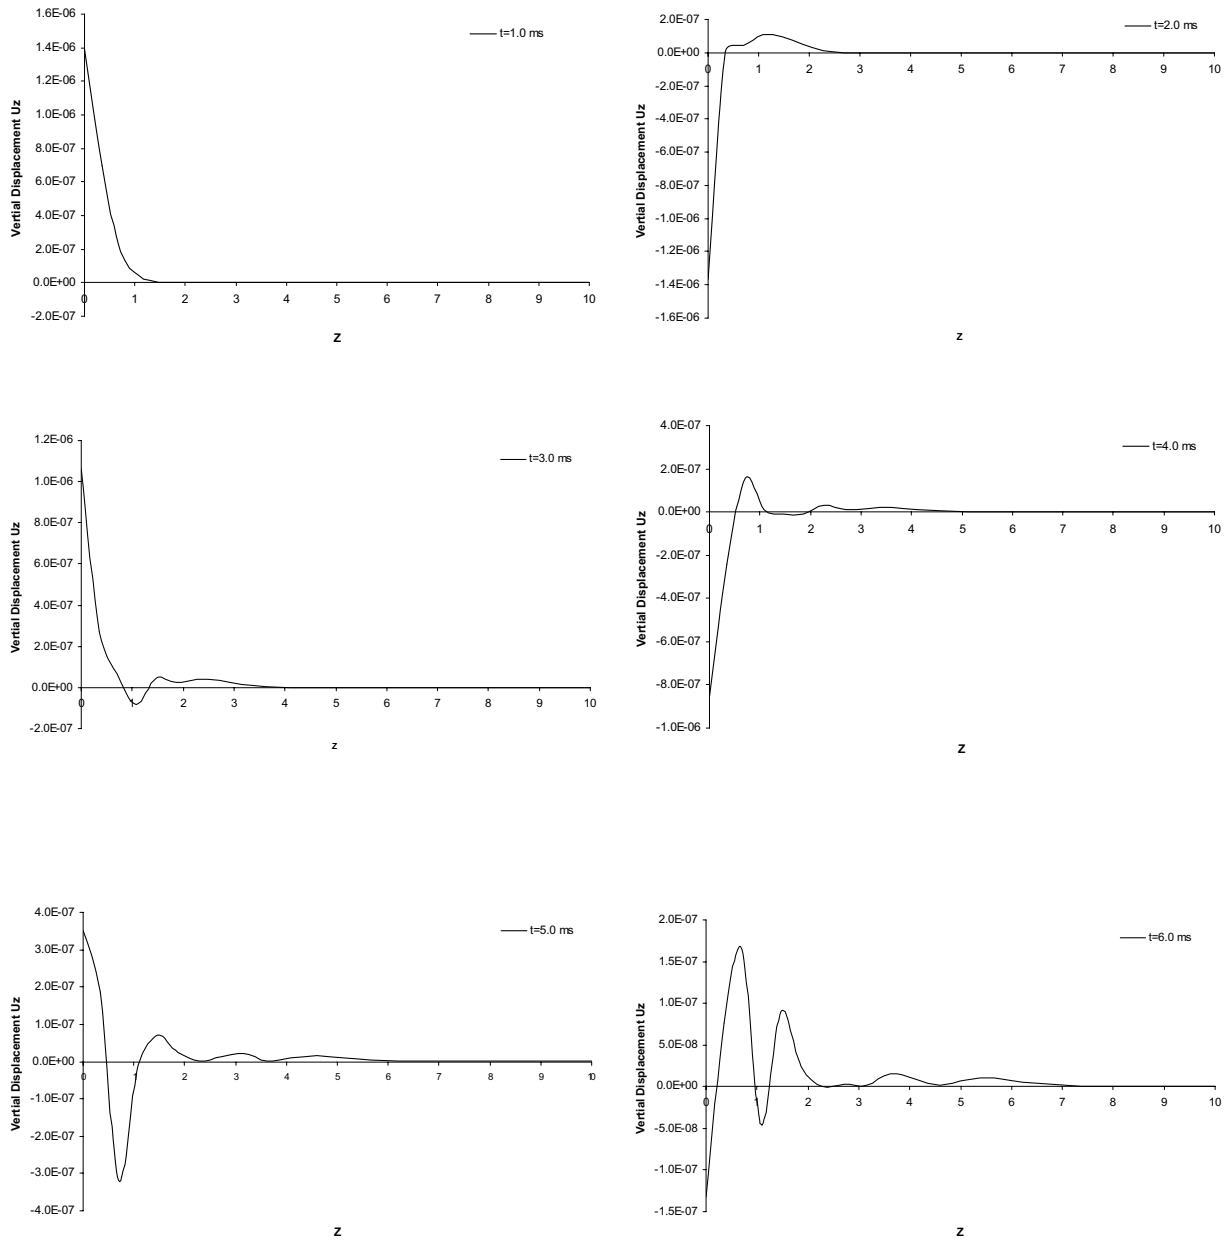 1.6E-06
1.4E-06
1.2E-06
1.0E-06
8.0E-07
6.0E-07
4.0E-07
2.0E-07
0.0E+00
-2.0E-07
Vertial Displacement Uz
t=1.0 ms
0 1 2 3 4 5 6 7 8 9 10
Z
2.0E-07
0.0E+00
-2.0E-07
-4.0E-07
-6.0E-07
-8.0E-07
-1.0E-06
-1.2E-06
-1.4E-06
-1.6E-06
Vertial Displacement Uz
t=2.0 ms
0 1 2 3 4 5 6 7 8 9 10
z
1.2E-06
1.0E-06
8.0E-07
6.0E-07
4.0E-07
2.0E-07
0.0E+00
-2.0E-07
Vertial Displacement Uz
t=3.0 ms
0 1 2 3 4 5 6 7 8 9 10
z
4.0E-07
2.0E-07
0.0E+00
-2.0E-07
-4.0E-07
-6.0E-07
-8.0E-07
-1.0E-06
Vertial Displacement Uz
t=4.0 ms
0 1 2 3 4 5 6 7 8 9 10
Z
4.0E-07
3.0E-07
2.0E-07
1.0E-07
0.0E+00
-1.0E-07
-2.0E-07
-3.0E-07
-4.0E-07
Vertial Displacement Uz
t=5.0 ms
0 1 2 3 4 5 6 7 8 9 10
Z
2.0E-07
1.5E-07
1.0E-07
5.0E-08
0.0E+00
-5.0E-08
-1.0E-07
-1.5E-07
Vertial Displacement Uz
t=6.0 ms
0 1 2 3 4 5 6 7 8 9 10
Z